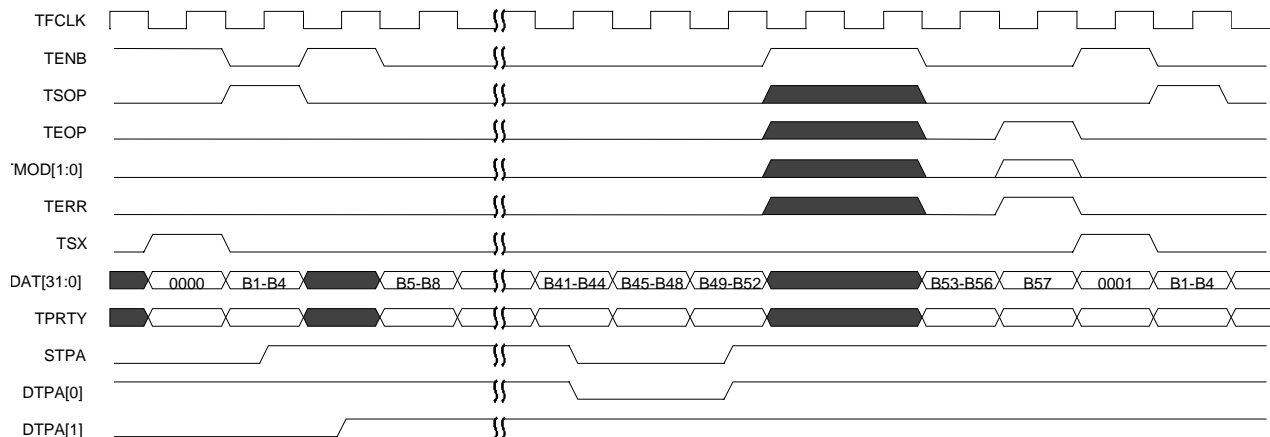 TFCLK
TENB
TSOP
TEOP
TMOD[1:0]
TERR
TSX
DAT[31:0] 0000 B1-B4 B5-B8 B41-B44 B45-B48 B49-B52 B53-B56 B57 0001 B1-B4
TPRTY
STPA
DTPA[0]
DTPA[1]